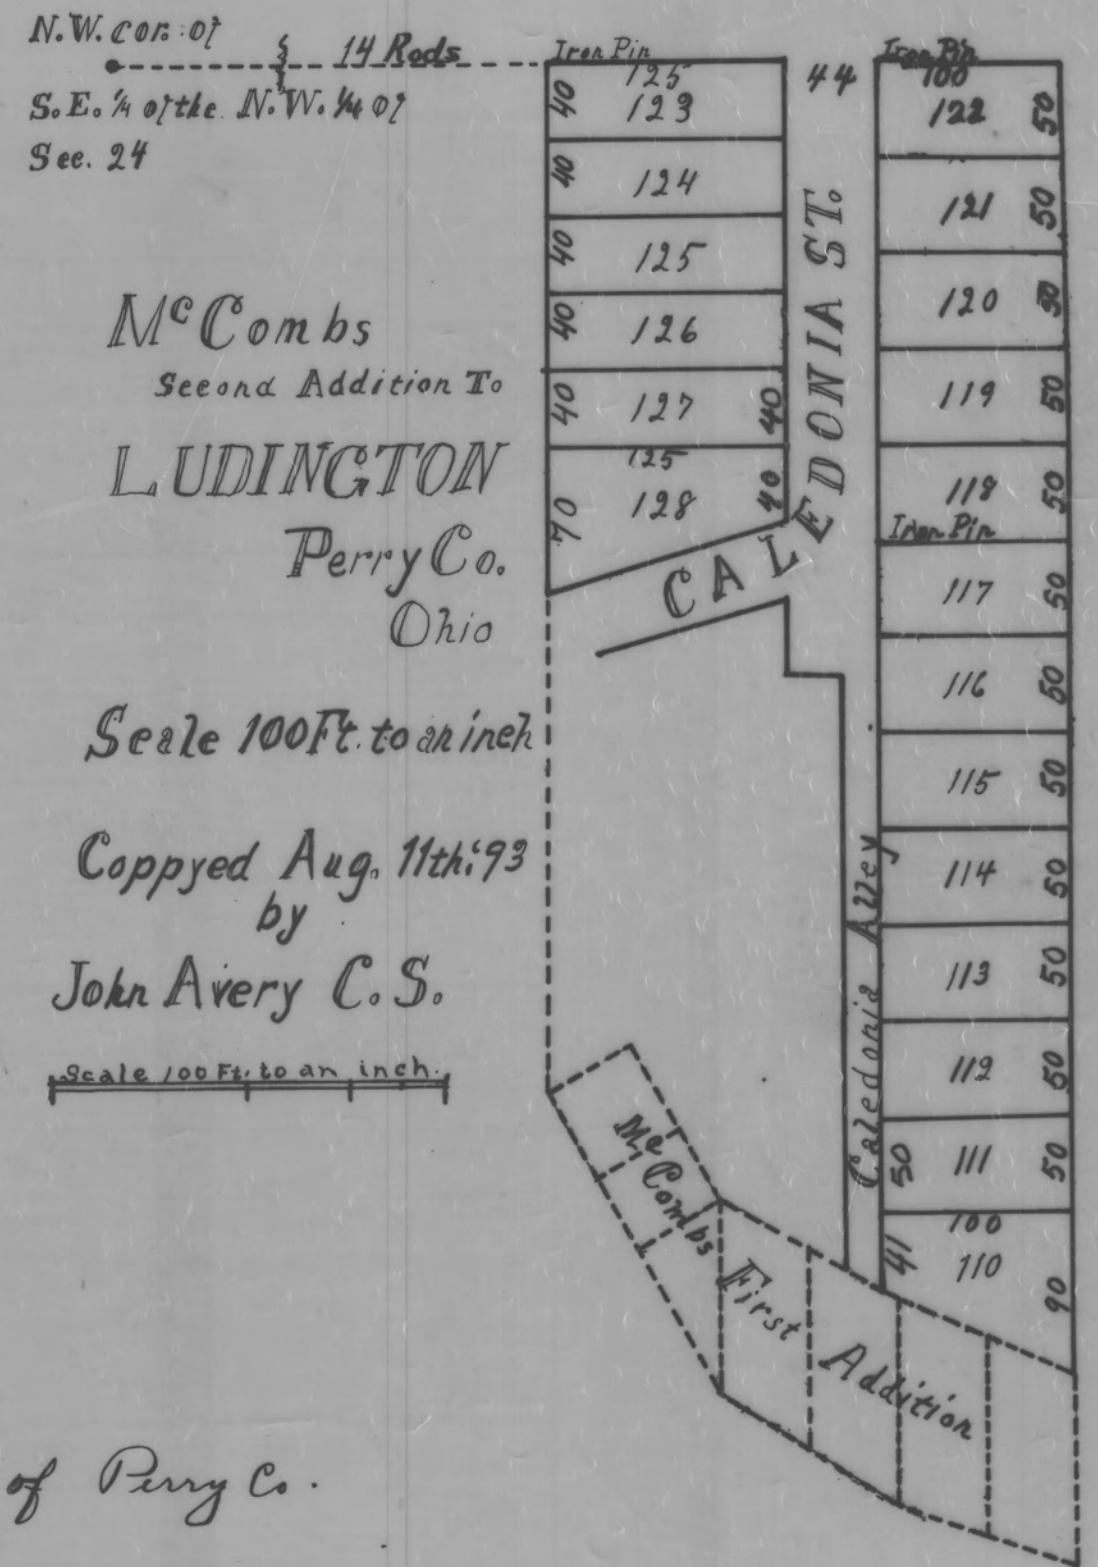 N.W. cor. of
14 Rods
S.E. ¼ of the N.W. ¼ of
Sec. 24
Mc Combs
Second Addition To
LUDINGTON
Perry Co.
Ohio
Scale 100 Ft. to an inch
Coppyed Aug. 11th: '93
by
John Avery C.S.
Scale 100 Ft. to an inch.
of Perry Co.
Iron Pin
125
40 123
40 124
40 125
40 126
40 127 40
125
70 128 40
44
CALEDONIA ST.
Iron Pin
100
122 50
121 50
120 50
119 50
118 50
Iron Pin
117 50
116 50
115 50
114 50
113 50
112 50
50 111 50
100
41 110 90
Caledonia Alley
Mc Combs First Addition